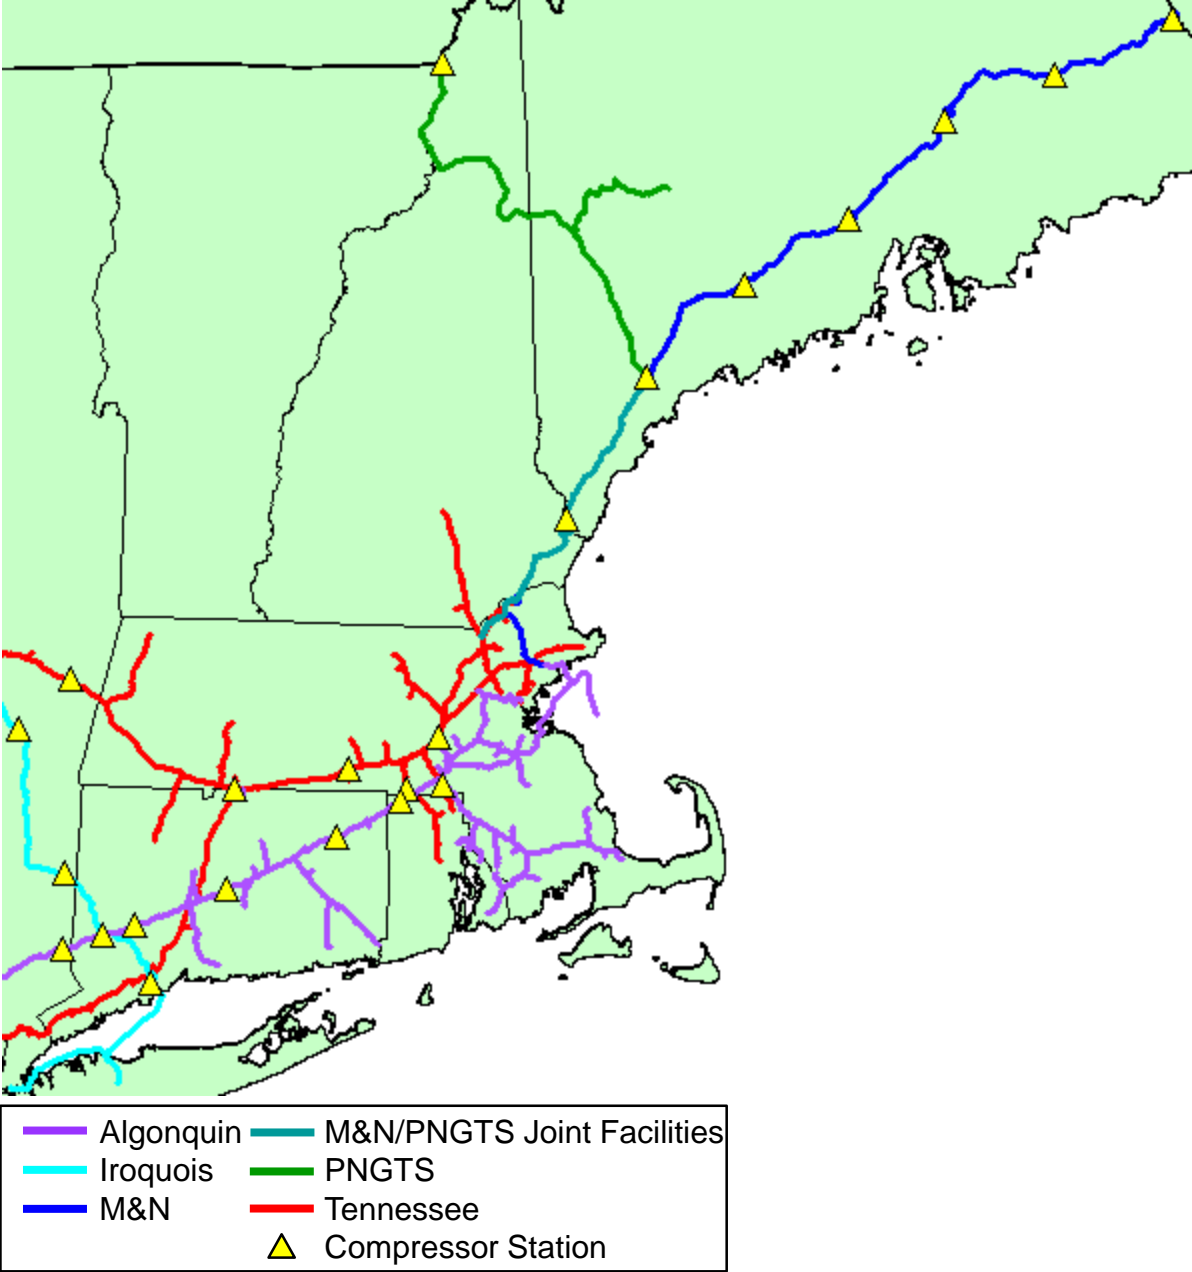 Algonquin M&N/PNGTS Joint Facilities
Iroquois PNGTS
M&N Tennessee
Compressor Station